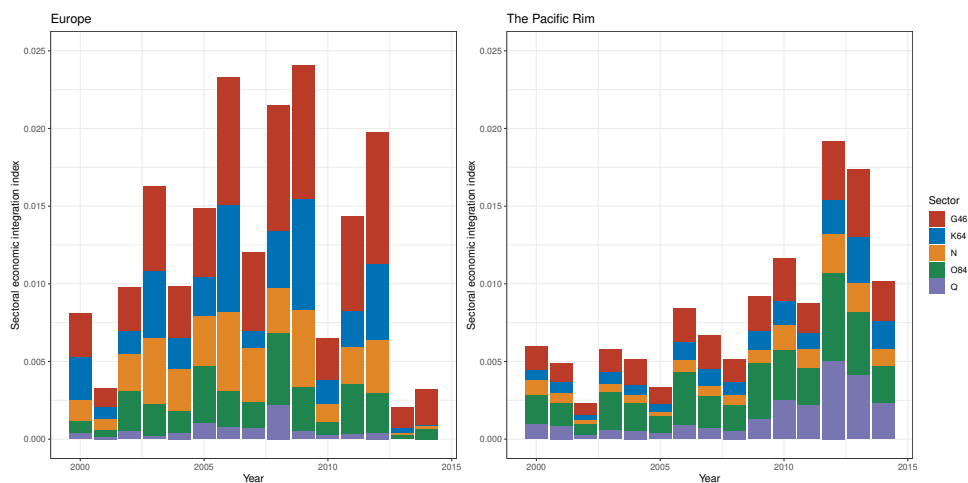 Europe
The Pacific Rim
Sectoral economic integration index
0.025
0.020
0.015
0.010
0.005
0.000
2000
2005
2010
2015
Year
Sectoral economic integration index
0.025
0.020
0.015
0.010
0.005
0.000
2000
2005
2010
2015
Year
Sector
G46
K64
N
O84
Q